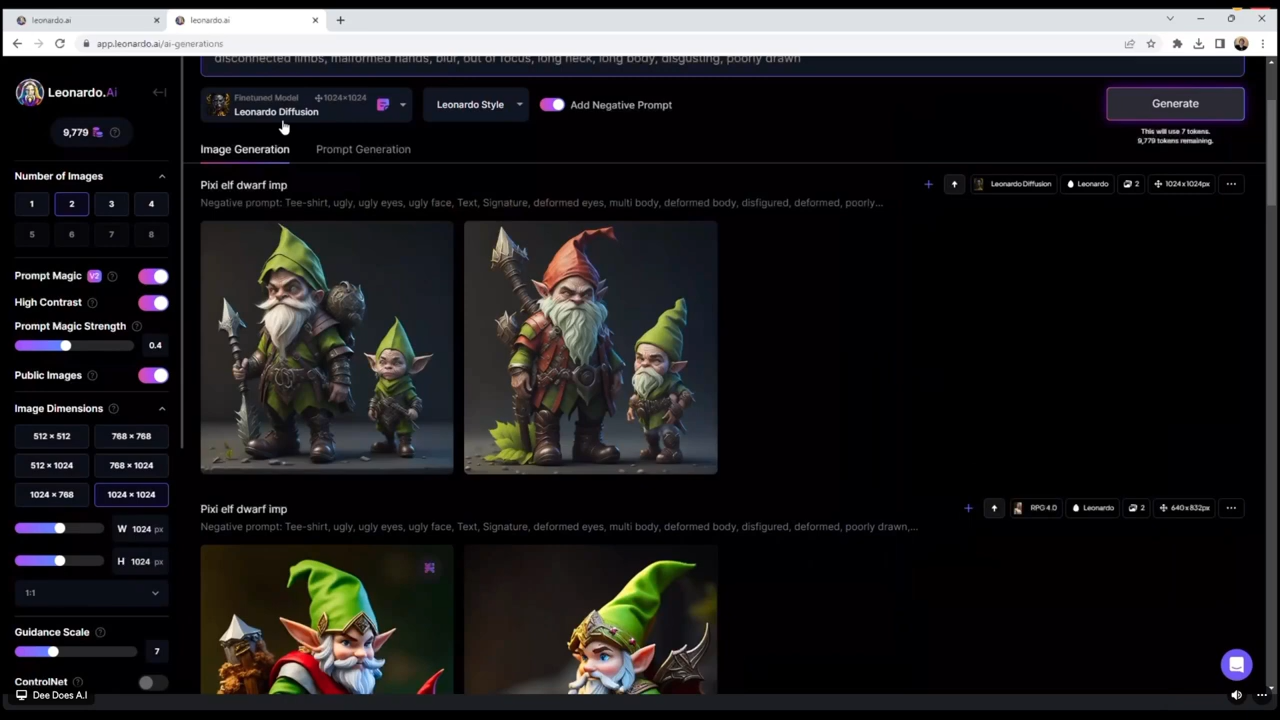 leonardo.ai
leonardo.ai
app.leonardo.ai/ai-generations
disconnected limbs, malformed hands, blur, out of focus, long neck, long body, disgusting, poorly drawn
Leonardo.Ai
9,779
Finetuned Model 1024×1024
Leonardo Diffusion
Leonardo Style
Add Negative Prompt
Generate
This will use 7 tokens.
9,779 tokens remaining.
Image Generation
Prompt Generation
Number of Images
1 2 3 4
5 6 7 8
Prompt Magic V2
High Contrast
Prompt Magic Strength
0.4
Public Images
Image Dimensions
512 × 512 768 × 768
512 × 1024 768 × 1024
1024 × 768 1024 × 1024
W 1024 px
H 1024 px
1:1
Guidance Scale
7
ControlNet
Pixi elf dwarf imp
Leonardo Diffusion Leonardo 2 1024x1024px
Negative prompt: Tee-shirt, ugly, ugly eyes, ugly face, Text, Signature, deformed eyes, multi body, deformed body, disfigured, deformed, poorly...
Pixi elf dwarf imp
RPG 4.0 Leonardo 2 640x832px
Negative prompt: Tee-shirt, ugly, ugly eyes, ugly face, Text, Signature, deformed eyes, multi body, deformed body, disfigured, deformed, poorly drawn,...
Dee Does A.I